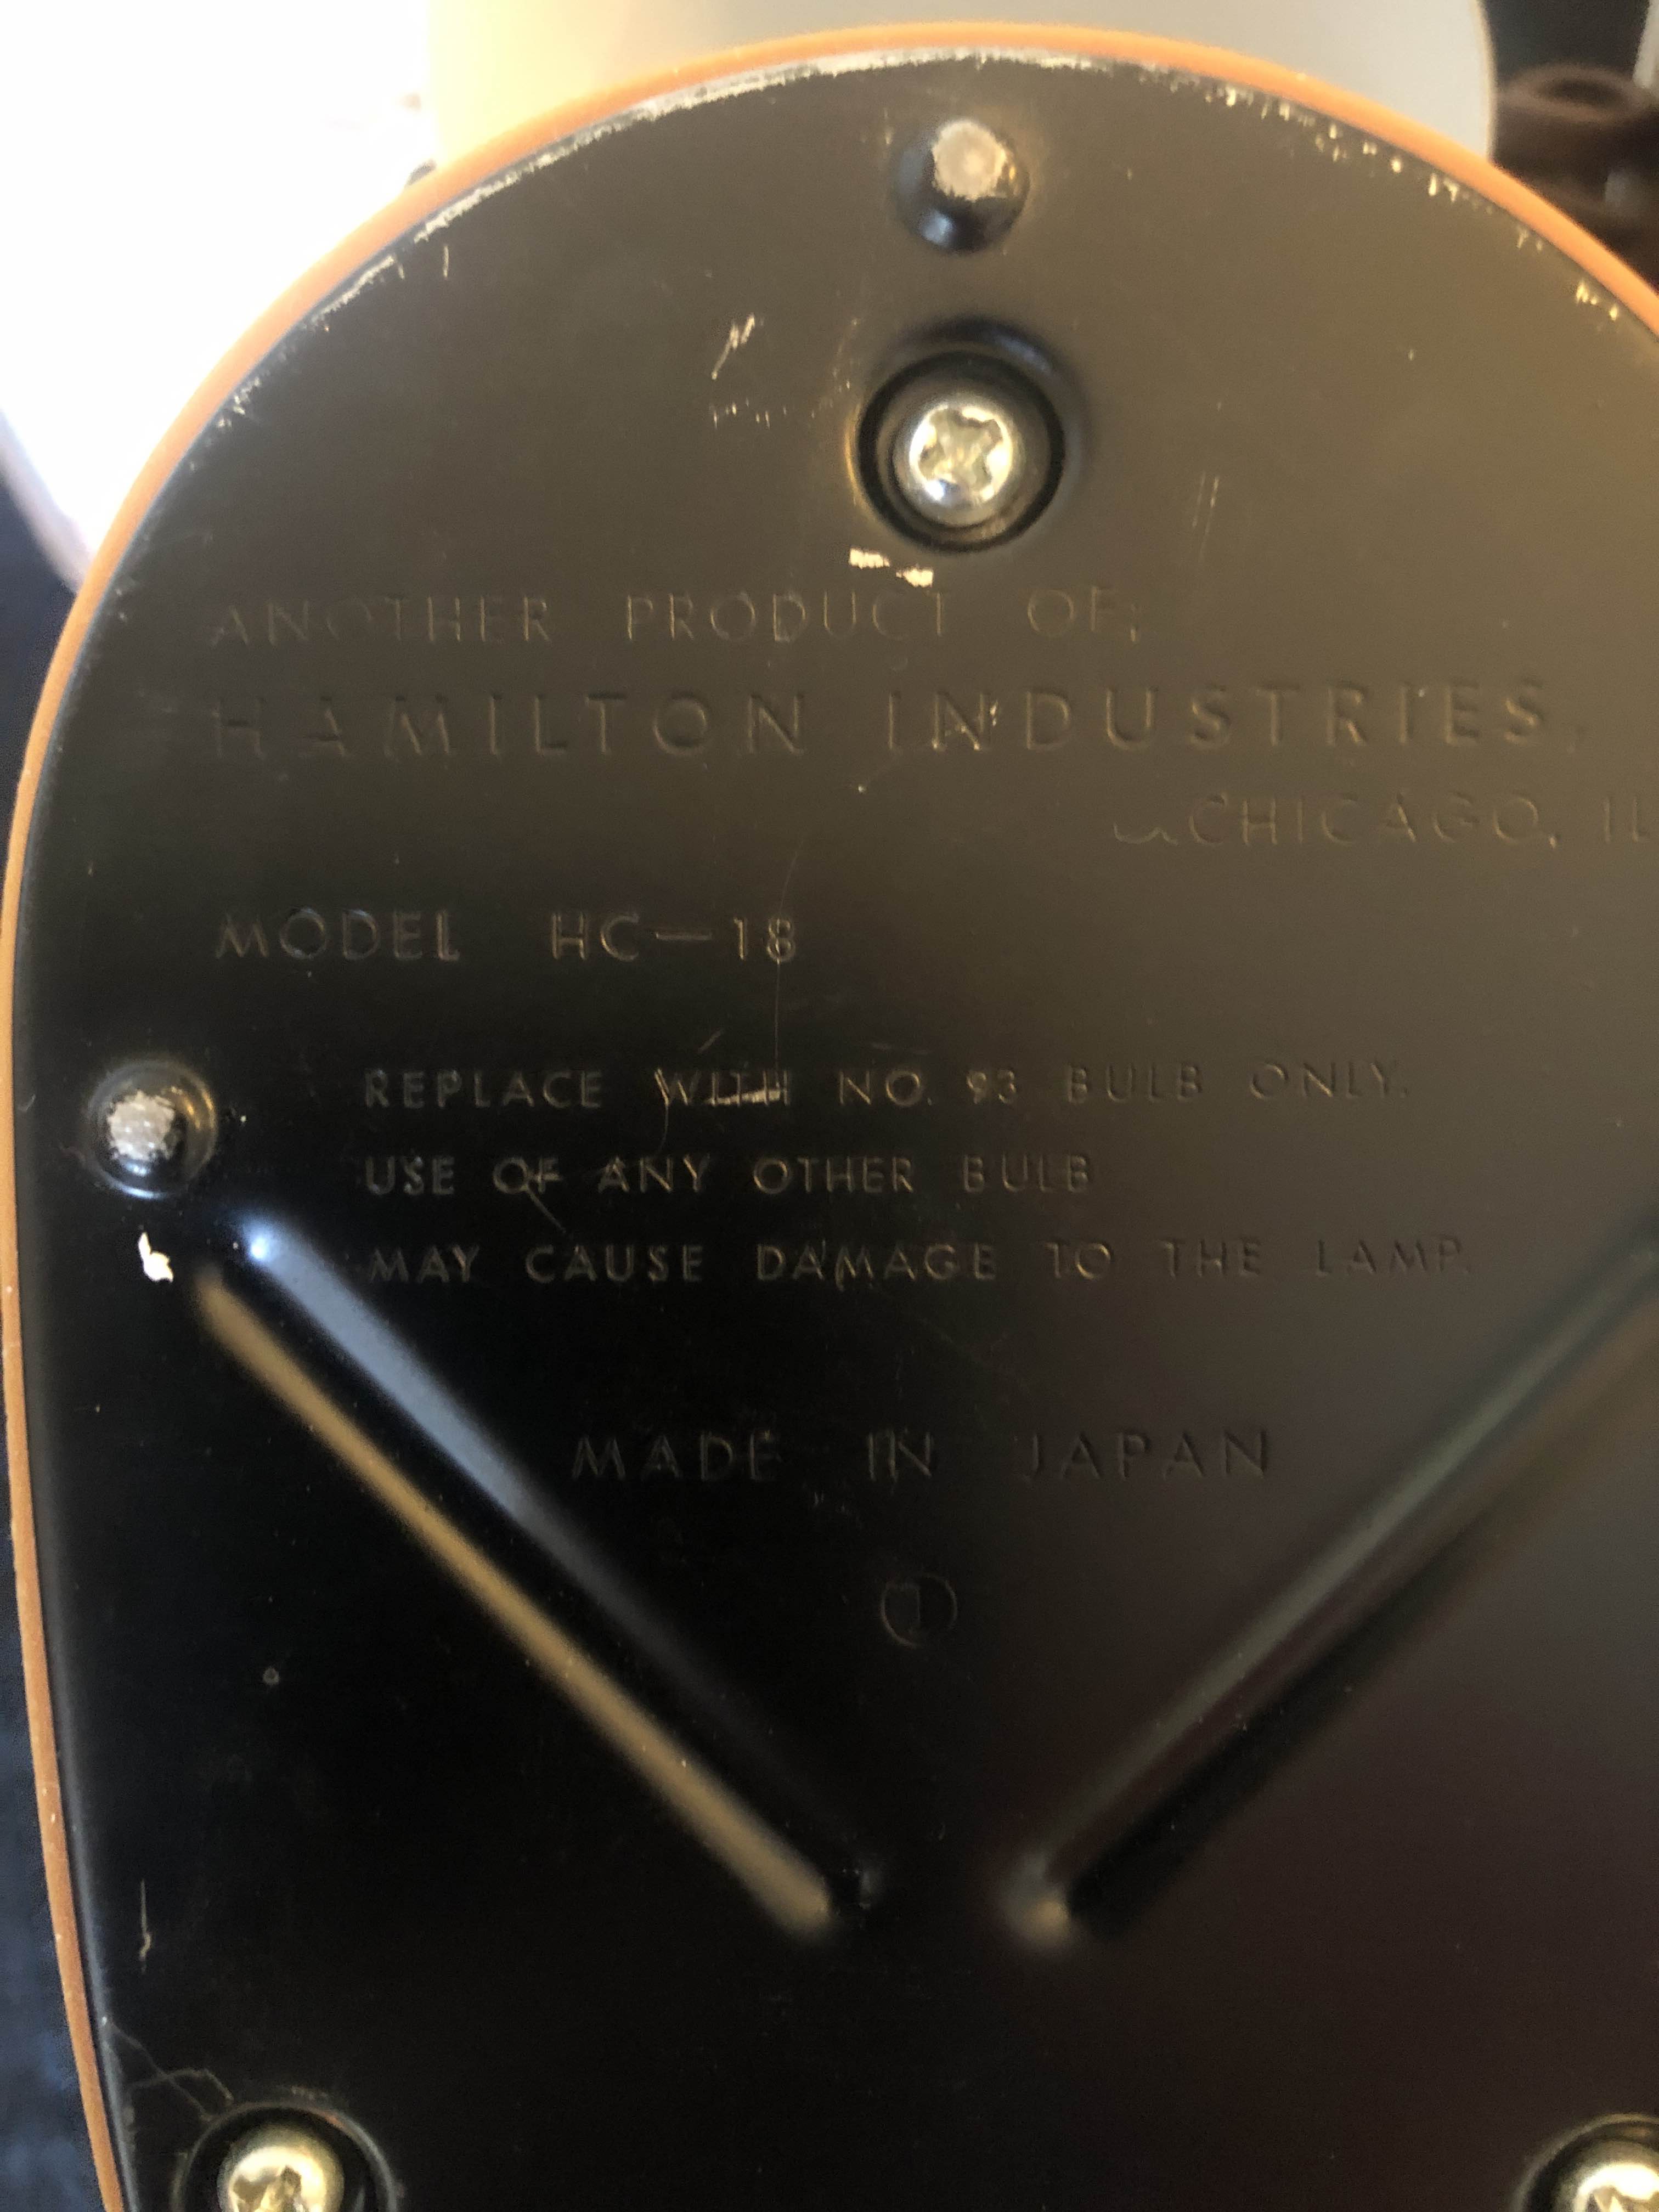 ANOTHER PRODUCT OF;
HAMILTON INDUSTRIES,
CHICAGO, IL
MODEL HC—18
REPLACE WITH NO. 93 BULB ONLY.
USE OF ANY OTHER BULB
MAY CAUSE DAMAGE TO THE LAMP.
MADE IN JAPAN
①